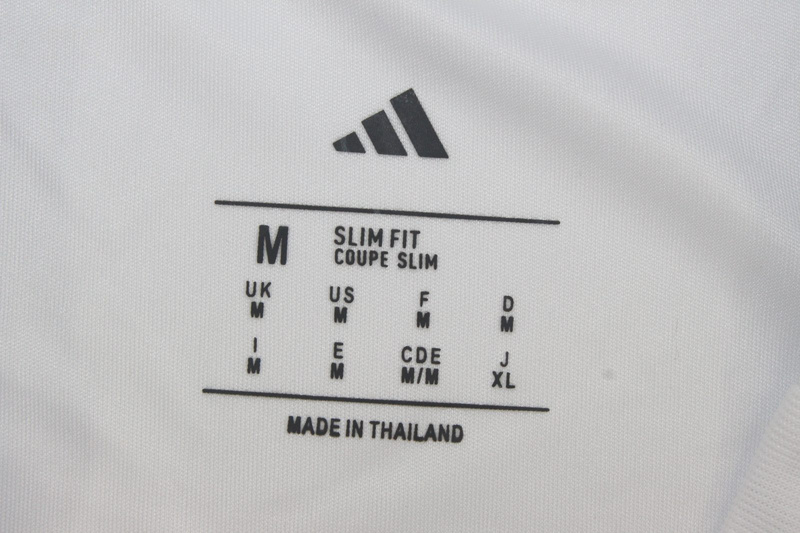 M SLIM FIT
COUPE SLIM
UK US F D
M M M M
I E CDE J
M M M/M XL
MADE IN THAILAND